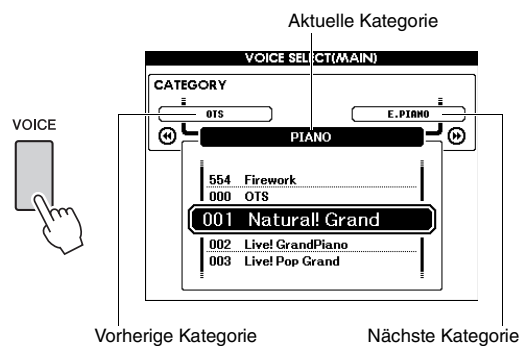 Aktuelle Kategorie
VOICE SELECT(MAIN)
CATEGORY
OTS
E.PIANO
VOICE
PIANO
554 Firework
000 OTS
001 Natural! Grand
002 Live! GrandPiano
003 Live! Pop Grand
Vorherige Kategorie
Nächste Kategorie